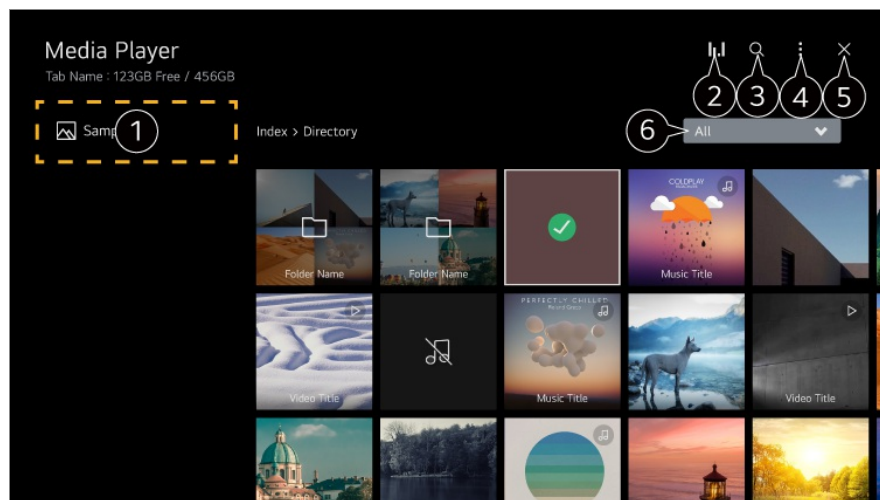 Media Player
Tab Name : 123GB Free / 456GB
2 3 4 5
1
Index > Directory
6
All
COLDPLAY
Folder Name
Folder Name
Music Title
PERFECTLY CHILLED
Video Title
Music Title
Video Title